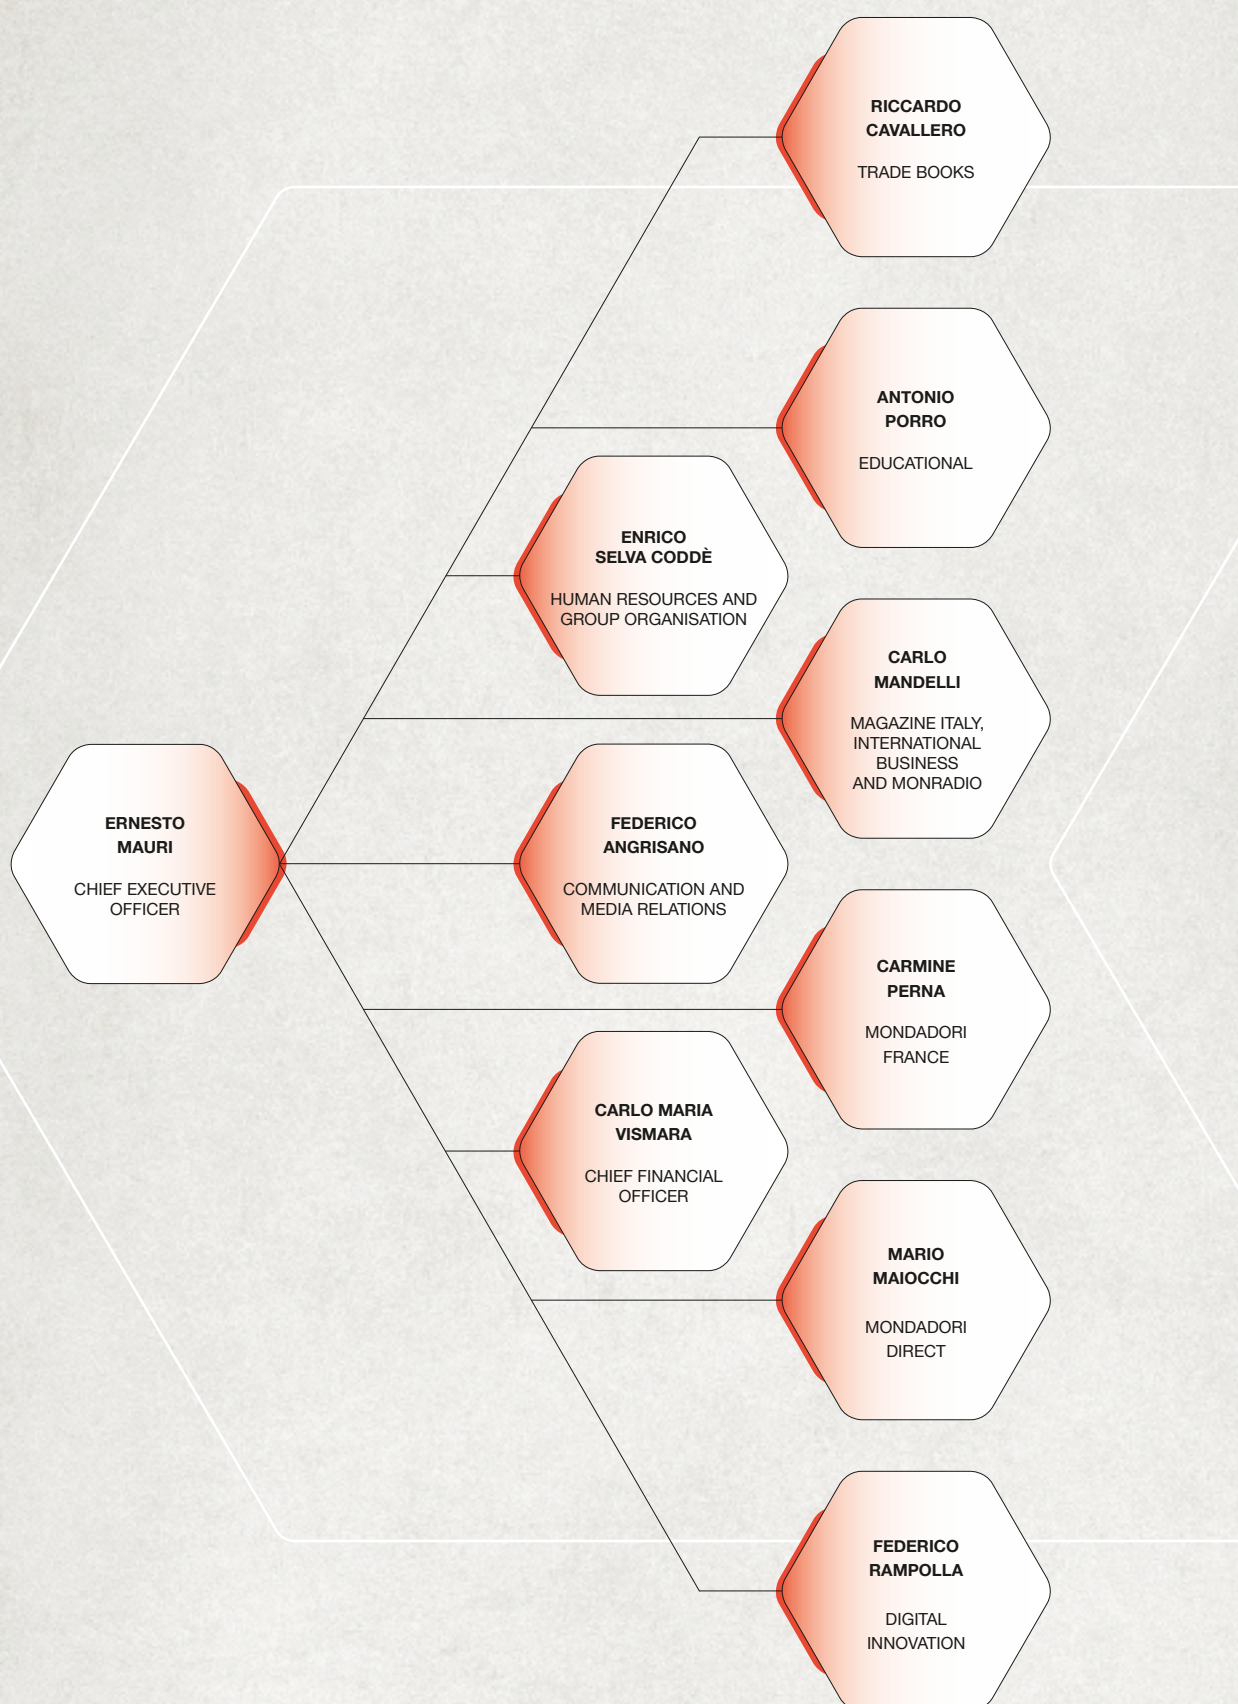 RICCARDO
CAVALLERO
TRADE BOOKS
ANTONIO
PORRO
EDUCATIONAL
ENRICO
SELVA CODDÈ
HUMAN RESOURCES AND
GROUP ORGANISATION
CARLO
MANDELLI
MAGAZINE ITALY,
INTERNATIONAL
BUSINESS
AND MONRADIO
ERNESTO
MAURI
CHIEF EXECUTIVE
OFFICER
FEDERICO
ANGRISANO
COMMUNICATION AND
MEDIA RELATIONS
CARMINE
PERNA
MONDADORI
FRANCE
CARLO MARIA
VISMARA
CHIEF FINANCIAL
OFFICER
MARIO
MAIOCCHI
MONDADORI
DIRECT
FEDERICO
RAMPOLLA
DIGITAL
INNOVATION